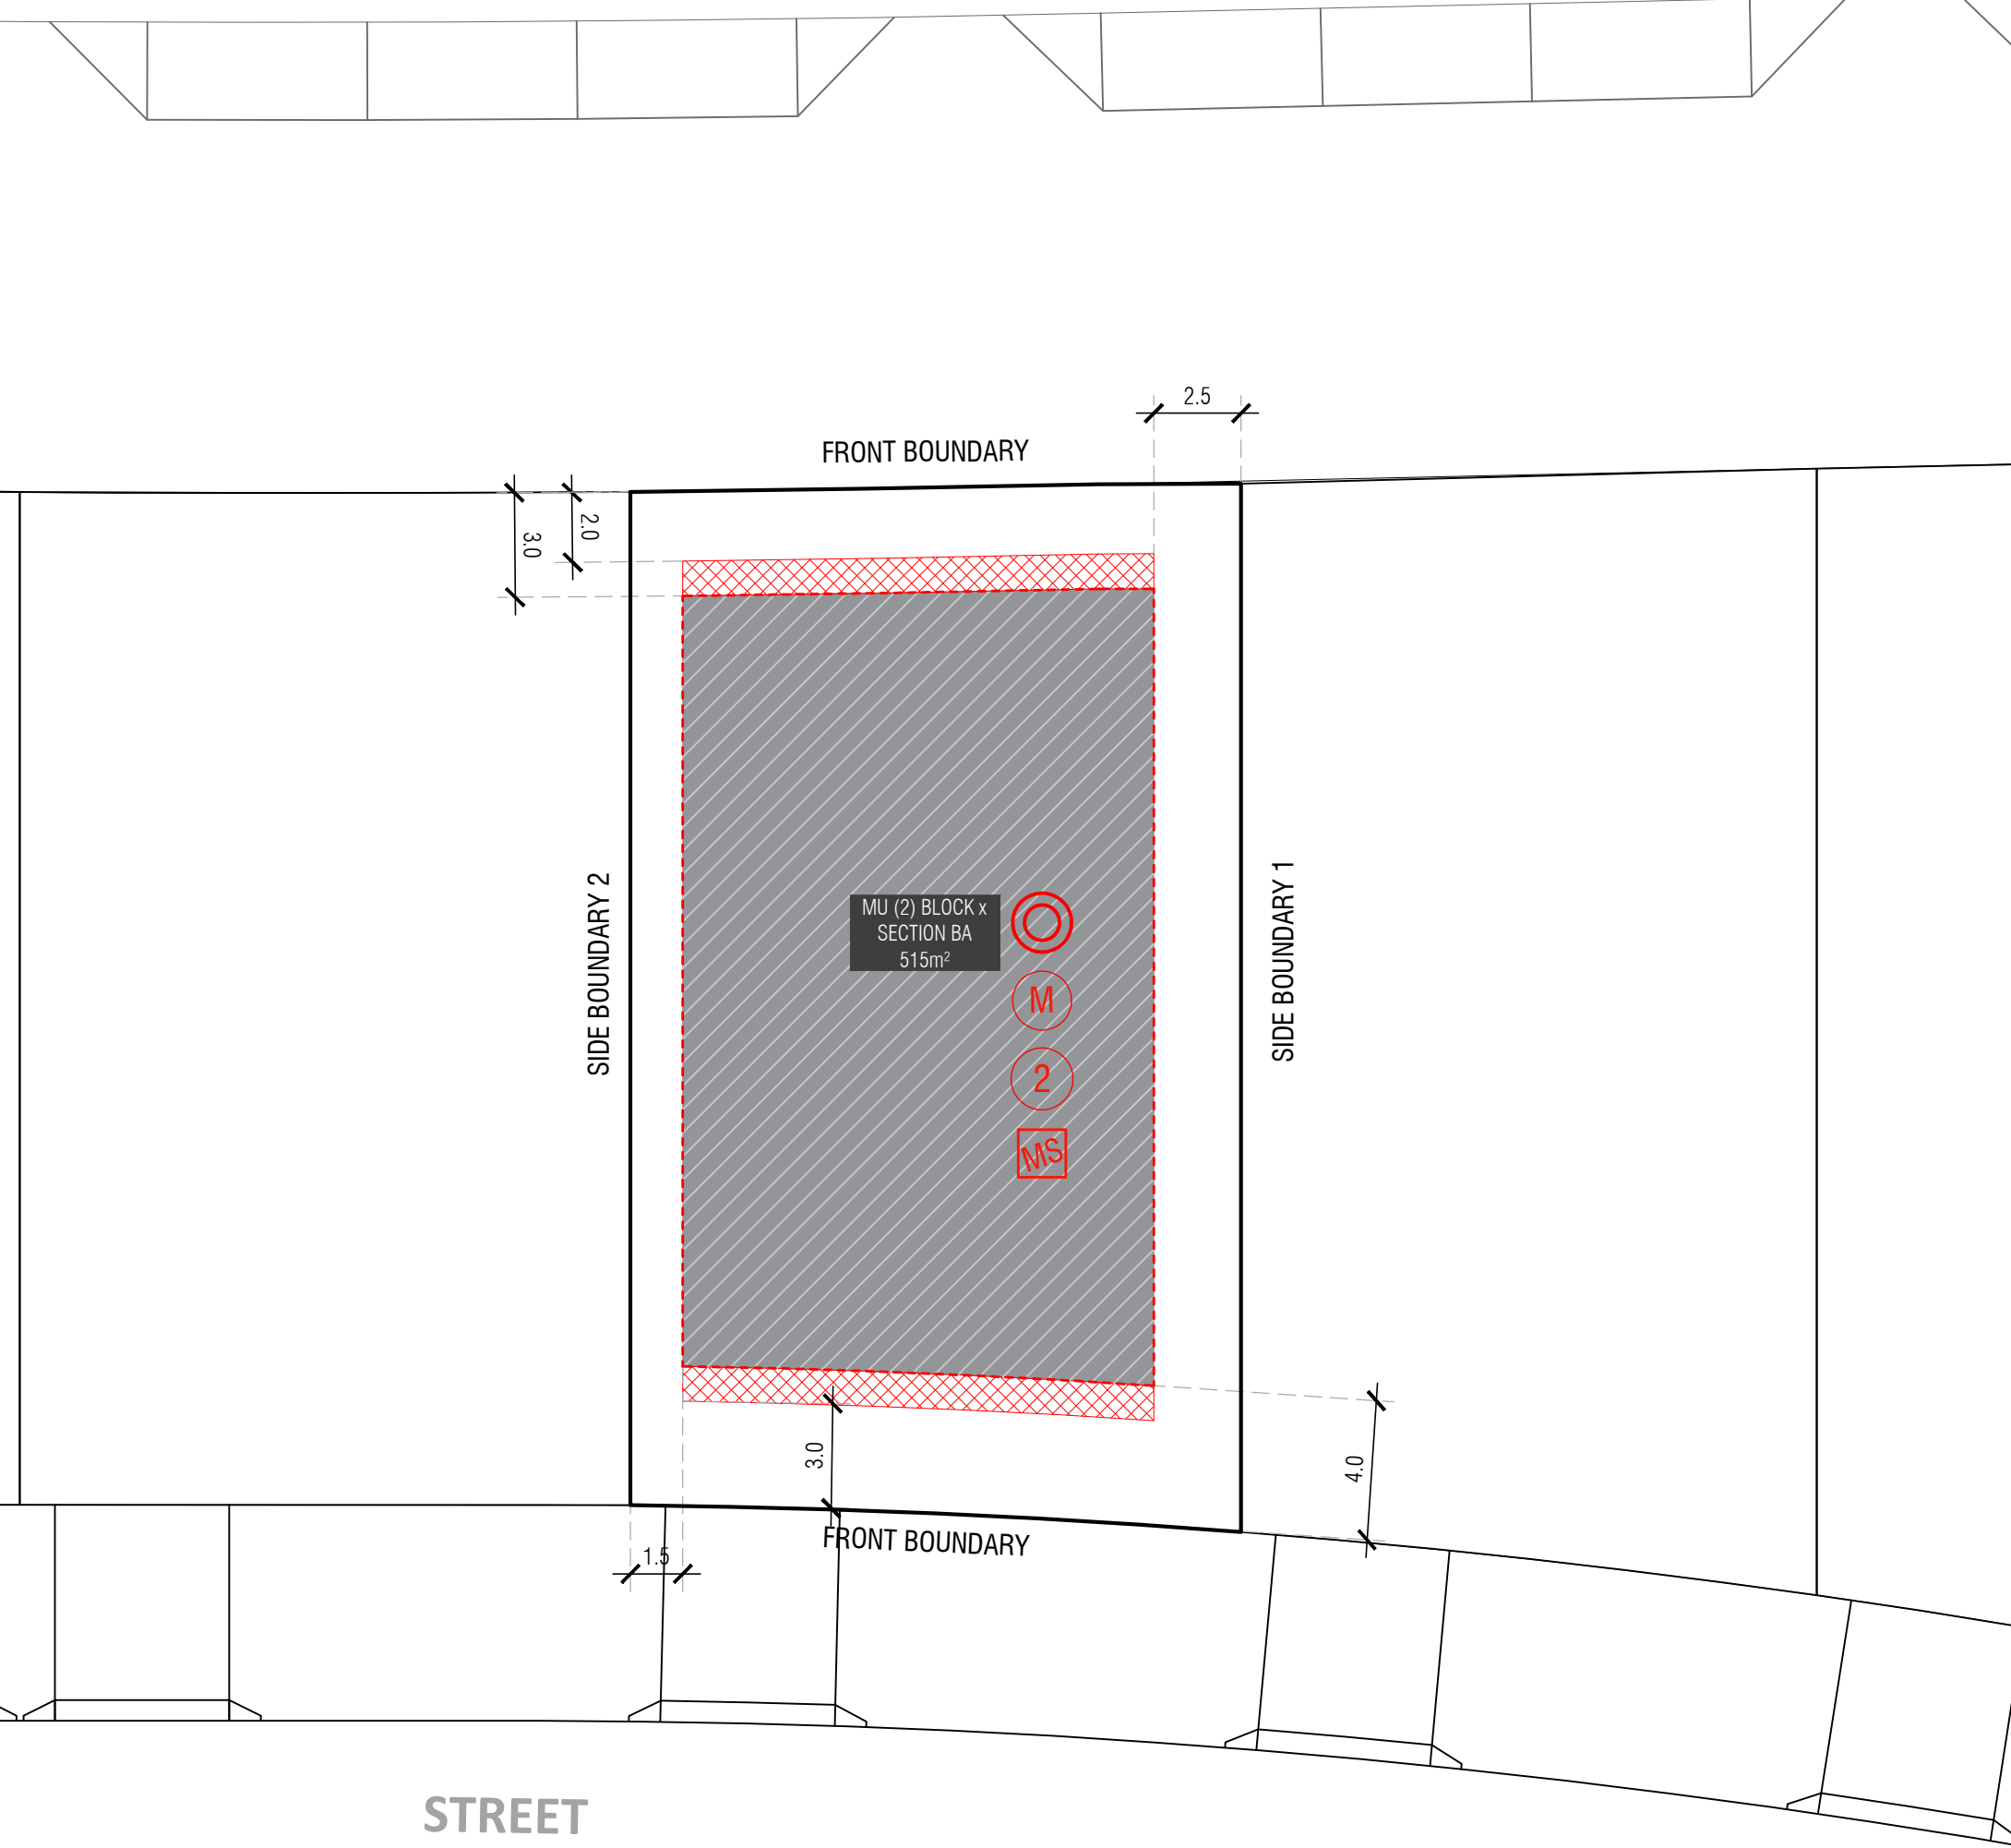 2.5
FRONT BOUNDARY
2.0
3.0
SIDE BOUNDARY 2
SIDE BOUNDARY 1
MU (2) BLOCK x
SECTION BA
515m²
M
2
MS
3.0
4.0
FRONT BOUNDARY
1.5
STREET